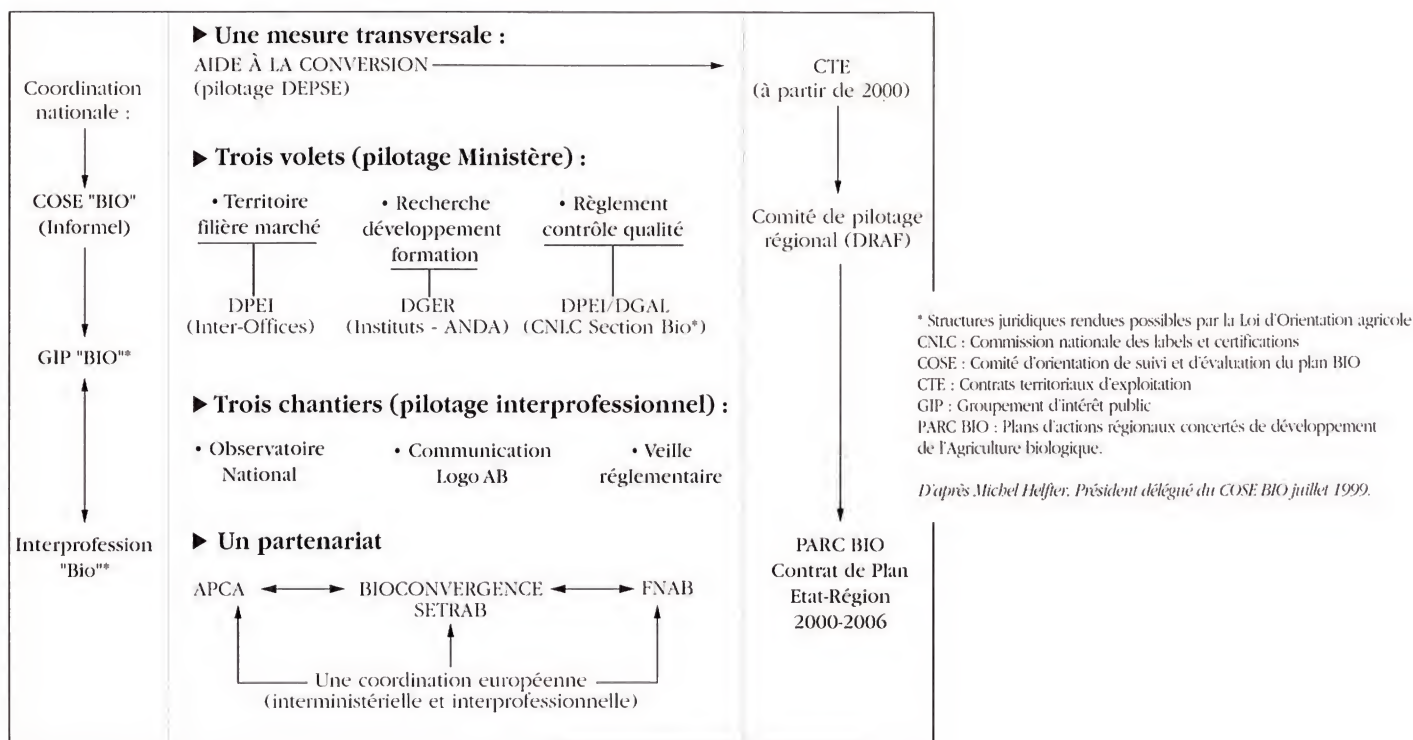 Coordination
nationale :
COSE "BIO"
(Informel)
GIP "BIO"*
Interprofession
"Bio"*
▶ Une mesure transversale :
AIDE À LA CONVERSION
(pilotage DEPSE)
▶ Trois volets (pilotage Ministère) :
• Territoire
filière marché
DPEI
(Inter-Offices)
• Recherche
développement
formation
DGER
(Instituts - ANDA)
• Règlement
contrôle qualité
DPEI/DGAL
(CNLC Section Bio*)
▶ Trois chantiers (pilotage interprofessionnel) :
• Observatoire
National
• Communication
Logo AB
• Veille
réglementaire
▶ Un partenariat
APCA
BIOCONVERGENCE
SETRAB
FNAB
Une coordination européenne
(interministérielle et interprofessionnelle)
CTE
(à partir de 2000)
Comité de pilotage
régional (DRAF)
PARC BIO
Contrat de Plan
Etat-Région
2000-2006
* Structures juridiques rendues possibles par la Loi d'Orientation agricole
CNLC : Commission nationale des labels et certifications
COSE : Comité d'orientation de suivi et d'évaluation du plan BIO
CTE : Contrats territoriaux d'exploitation
GIP : Groupement d'intérêt public
PARC BIO : Plans d'actions régionaux concertés de développement
de l'Agriculture biologique.
D'après Michel Helfter. Président délégué du COSE BIO juillet 1999.